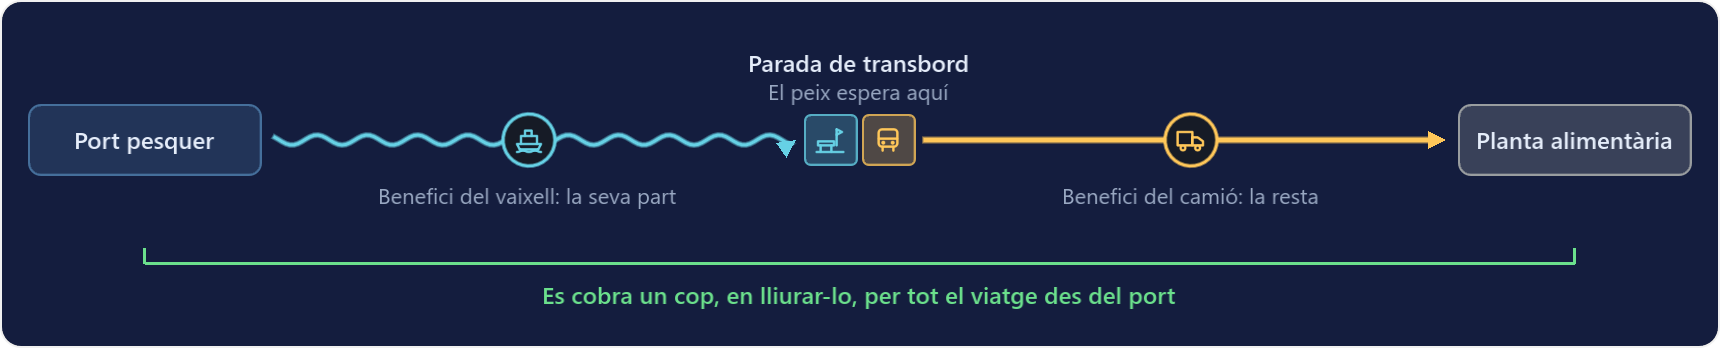 Parada de transbord
El peix espera aquí
Port pesquer
Planta alimentària
Benefici del vaixell: la seva part
Benefici del camió: la resta
Es cobra un cop, en lliurar-lo, per tot el viatge des del port